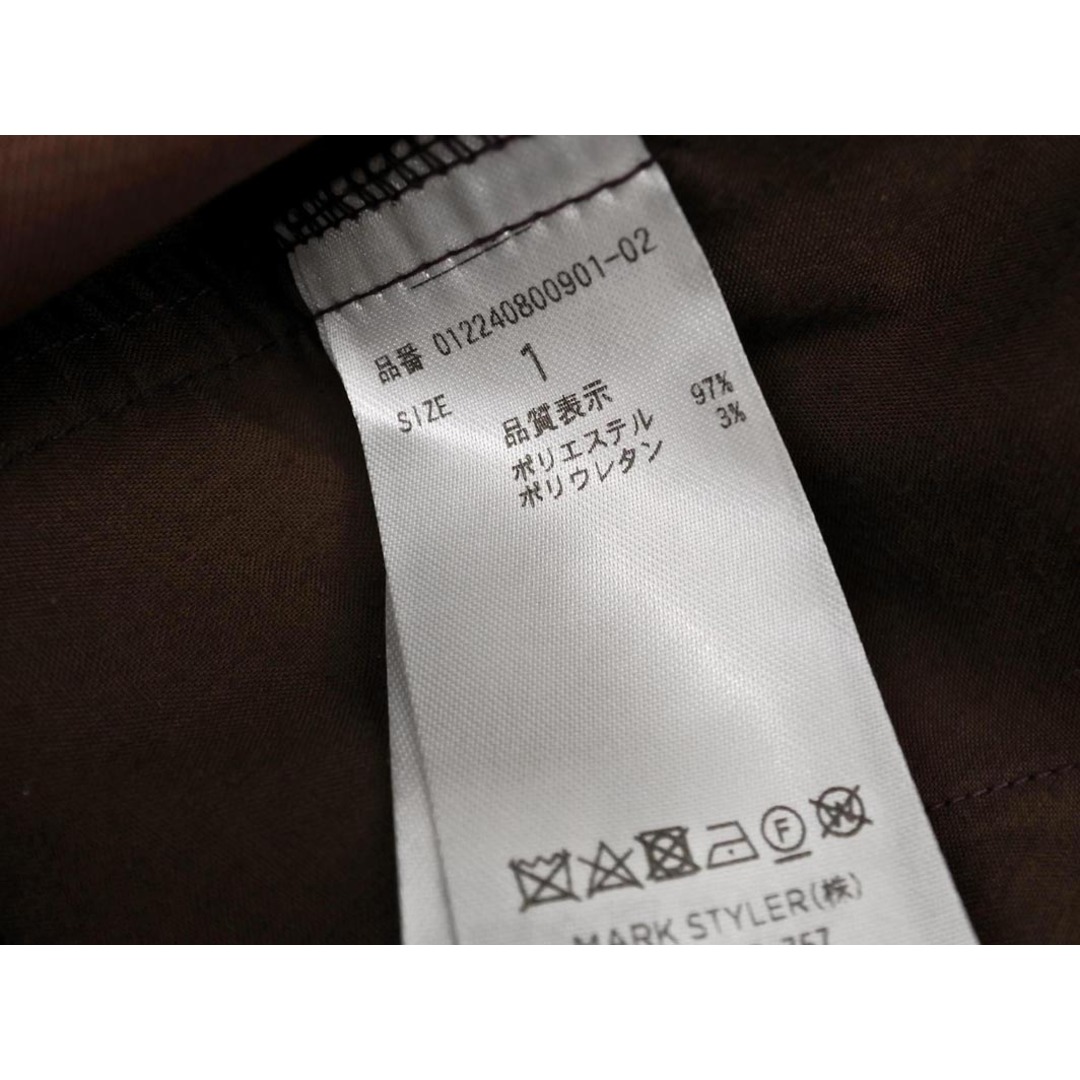 品番 012240800901-02
SIZE 1
品質表示
ポリエステル 97%
ポリウレタン 3%
F W
MARK STYLER(株)